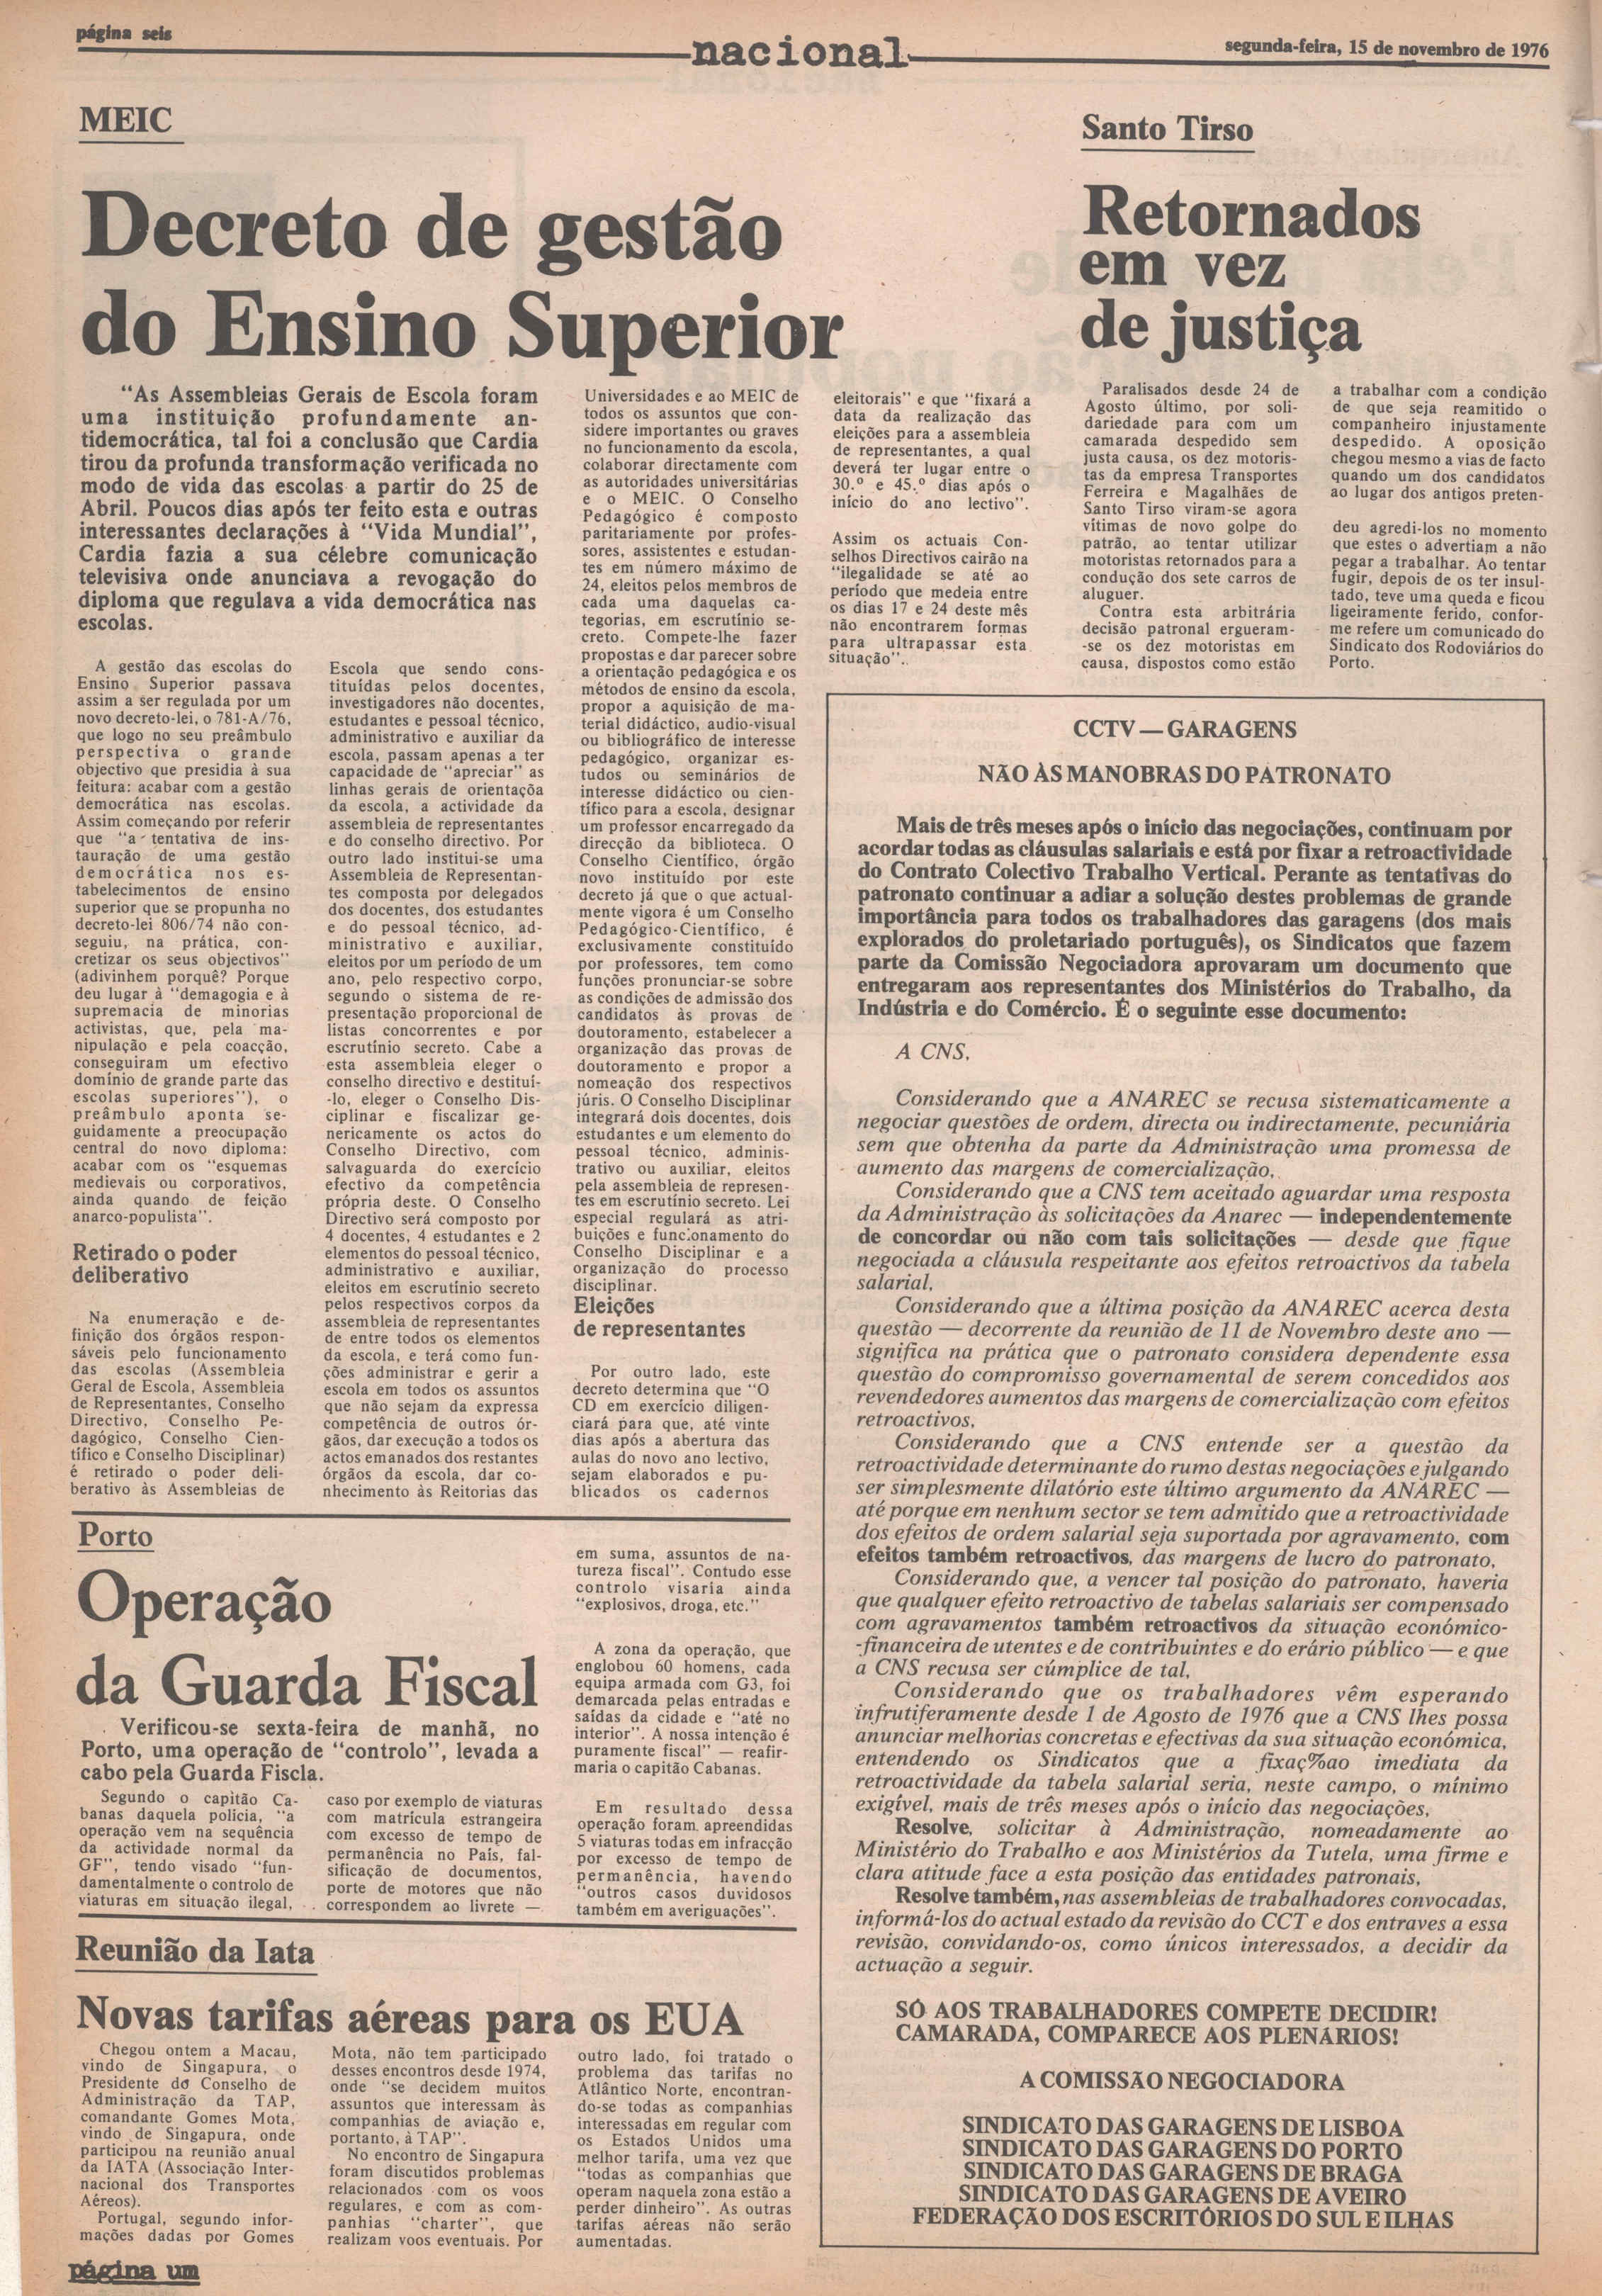 página seis
nacional
segunda-feira, 15 de novembro de 1976
MEIC
Decreto de gestão
do Ensino Superior
"As Assembleias Gerais de Escola foram
uma instituição profundamente an-
tidemocrática, tal foi a conclusão que Cardia
tirou da profunda transformação verificada no
modo de vida das escolas a partir do 25 de
Abril. Poucos dias após ter feito esta e outras
interessantes declarações à "Vida Mundial",
Cardia fazia a sua célebre comunicação
televisiva onde anunciava a revogação do
diploma que regulava a vida democrática nas
escolas.
A gestão das escolas do
Ensino Superior passava
assim a ser regulada por um
novo decreto-lei, o 781-A/76,
que logo no seu preâmbulo
perspectiva o grande
objectivo que presidia à sua
feitura: acabar com a gestão
democrática nas escolas.
Assim começando por referir
que "a tentativa de ins-
tauração de uma gestão
democrática nos es-
tabelecimentos de ensino
superior que se propunha no
decreto-lei 806/74 não con-
seguiu, na prática, con-
cretizar os seus objectivos"
(adivinhem porquê? Porque
deu lugar à "demagogia e à
supremacia de minorias
activistas, que, pela ma-
nipulação e pela coacção,
conseguiram um efectivo
domínio de grande parte das
escolas superiores"), o
preâmbulo aponta se-
guidamente a preocupação
central do novo diploma:
acabar com os "esquemas
medievais ou corporativos,
ainda quando de feição
anarco-populista".
Retirado o poder
deliberativo
Na enumeração e de-
finição dos órgãos respon-
sáveis pelo funcionamento
das escolas (Assembleia
Geral de Escola, Assembleia
de Representantes, Conselho
Directivo, Conselho Pe-
dagógico, Conselho Cien-
tífico e Conselho Disciplinar)
é retirado o poder deli-
berativo às Assembleias de
Escola que sendo cons-
tituídas pelos docentes,
investigadores não docentes,
estudantes e pessoal técnico,
administrativo e auxiliar da
escola, passam apenas a ter
capacidade de "apreciar" as
linhas gerais de orientaçõa
da escola, a actividade da
assembleia de representantes
e do conselho directivo. Por
outro lado institui-se uma
Assembleia de Representan-
tes composta por delegados
dos docentes, dos estudantes
e do pessoal técnico, ad-
ministrativo e auxiliar,
eleitos por um período de um
ano, pelo respectivo corpo,
segundo o sistema de re-
presentação proporcional de
listas concorrentes e por
escrutínio secreto. Cabe a
esta assembleia eleger o
conselho directivo e destituí-
-lo, eleger o Conselho Dis-
ciplinar e fiscalizar ge-
nericamente os actos do
Conselho Directivo, com
salvaguarda do exercício
efectivo da competência
própria deste. O Conselho
Directivo será composto por
4 docentes, 4 estudantes e 2
elementos do pessoal técnico,
administrativo e auxiliar,
eleitos em escrutínio secreto
pelos respectivos corpos da
assembleia de representantes
de entre todos os elementos
da escola, e terá como fun-
ções administrar e gerir a
escola em todos os assuntos
que não sejam da expressa
competência de outros ór-
gãos, dar execução a todos os
actos emanados dos restantes
órgãos da escola, dar co-
nhecimento às Reitorias das
Universidades e ao MEIC de
todos os assuntos que con-
sidere importantes ou graves
no funcionamento da escola,
colaborar directamente com
as autoridades universitárias
e o MEIC. O Conselho
Pedagógico é composto
paritariamente por profes-
sores, assistentes e estudan-
tes em número máximo de
24, eleitos pelos membros de
cada uma daquelas ca-
tegorias, em escrutínio se-
creto. Compete-lhe fazer
propostas e dar parecer sobre
a orientação pedagógica e os
métodos de ensino da escola,
propor a aquisição de ma-
terial didáctico, audio-visual
ou bibliográfico de interesse
pedagógico, organizar es-
tudos ou seminários de
interesse didáctico ou cien-
tífico para a escola, designar
um professor encarregado da
direcção da biblioteca. O
Conselho Científico, órgão
novo instituído por este
decreto já que o que actual-
mente vigora é um Conselho
Pedagógico-Científico, é
exclusivamente constituído
por professores, tem como
funções pronunciar-se sobre
as condições de admissão dos
candidatos às provas de
doutoramento, estabelecer a
organização das provas de
doutoramento e propor a
nomeação dos respectivos
júris. O Conselho Disciplinar
integrará dois docentes, dois
estudantes e um elemento do
pessoal técnico, adminis-
trativo ou auxiliar, eleitos
pela assembleia de represen-
tes em escrutínio secreto. Lei
especial regulará as atri-
buições e funcionamento do
Conselho Disciplinar e a
organização do processo
disciplinar.
Eleições
de representantes
Por outro lado, este
decreto determina que "O
CD em exercício diligen-
ciará para que, até vinte
dias após a abertura das
aulas do novo ano lectivo,
sejam elaborados e pu-
blicados os cadernos
eleitorais" e que "fixará a
data da realização das
eleições para a assembleia
de representantes, a qual
deverá ter lugar entre o
30.º e 45.º dias após o
início do ano lectivo".
Assim os actuais Con-
selhos Directivos cairão na
"ilegalidade se até ao
período que medeia entre
os dias 17 e 24 deste mês
não encontrarem formas
para ultrapassar esta
situação".
Santo Tirso
Retornados
em vez
de justiça
Paralisados desde 24 de
Agosto último, por soli-
dariedade para com um
camarada despedido sem
justa causa, os dez motoris-
tas da empresa Transportes
Ferreira e Magalhães de
Santo Tirso viram-se agora
vítimas de novo golpe do
patrão, ao tentar utilizar
motoristas retornados para a
condução dos sete carros de
aluguer.
Contra esta arbitrária
decisão patronal ergueram-
-se os dez motoristas em
causa, dispostos como estão
a trabalhar com a condição
de que seja reamitido o
companheiro injustamente
despedido. A oposição
chegou mesmo a vias de facto
quando um dos candidatos
ao lugar dos antigos preten-
deu agredi-los no momento
que estes o advertiam a não
pegar a trabalhar. Ao tentar
fugir, depois de os ter insul-
tado, teve uma queda e ficou
ligeiramente ferido, confor-
me refere um comunicado do
Sindicato dos Rodoviários do
Porto.
CCTV — GARAGENS
NÃO ÀS MANOBRAS DO PATRONATO
Mais de três meses após o início das negociações, continuam por
acordar todas as cláusulas salariais e está por fixar a retroactividade
do Contrato Colectivo Trabalho Vertical. Perante as tentativas do
patronato continuar a adiar a solução destes problemas de grande
importância para todos os trabalhadores das garagens (dos mais
explorados do proletariado português), os Sindicatos que fazem
parte da Comissão Negociadora aprovaram um documento que
entregaram aos representantes dos Ministérios do Trabalho, da
Indústria e do Comércio. É o seguinte esse documento:
A CNS,
Considerando que a ANAREC se recusa sistematicamente a
negociar questões de ordem, directa ou indirectamente, pecuniária
sem que obtenha da parte da Administração uma promessa de
aumento das margens de comercialização,
Considerando que a CNS tem aceitado aguardar uma resposta
da Administração às solicitações da Anarec — independentemente
de concordar ou não com tais solicitações — desde que fique
negociada a cláusula respeitante aos efeitos retroactivos da tabela
salarial,
Considerando que a última posição da ANAREC acerca desta
questão — decorrente da reunião de 11 de Novembro deste ano —
significa na prática que o patronato considera dependente essa
questão do compromisso governamental de serem concedidos aos
revendedores aumentos das margens de comercialização com efeitos
retroactivos,
Considerando que a CNS entende ser a questão da
retroactividade determinante do rumo destas negociações e julgando
ser simplesmente dilatório este último argumento da ANAREC —
até porque em nenhum sector se tem admitido que a retroactividade
dos efeitos de ordem salarial seja suportada por agravamento, com
efeitos também retroactivos, das margens de lucro do patronato,
Considerando que, a vencer tal posição do patronato, haveria
que qualquer efeito retroactivo de tabelas salariais ser compensado
com agravamentos também retroactivos da situação económico-
-financeira de utentes e de contribuintes e do erário público — e que
a CNS recusa ser cúmplice de tal,
Considerando que os trabalhadores vêm esperando
infrutiferamente desde 1 de Agosto de 1976 que a CNS lhes possa
anunciar melhorias concretas e efectivas da sua situação económica,
entendendo os Sindicatos que a fixaç%ao imediata da
retroactividade da tabela salarial seria, neste campo, o mínimo
exigível, mais de três meses após o início das negociações,
Resolve, solicitar à Administração, nomeadamente ao
Ministério do Trabalho e aos Ministérios da Tutela, uma firme e
clara atitude face a esta posição das entidades patronais,
Resolve também, nas assembleias de trabalhadores convocadas,
informá-los do actual estado da revisão do CCT e dos entraves a essa
revisão, convidando-os, como únicos interessados, a decidir da
actuação a seguir.
SÓ AOS TRABALHADORES COMPETE DECIDIR!
CAMARADA, COMPARECE AOS PLENÁRIOS!
A COMISSÃO NEGOCIADORA
SINDICATO DAS GARAGENS DE LISBOA
SINDICATO DAS GARAGENS DO PORTO
SINDICATO DAS GARAGENS DE BRAGA
SINDICATO DAS GARAGENS DE AVEIRO
FEDERAÇÃO DOS ESCRITÓRIOS DO SUL E ILHAS
Porto
Operação
da Guarda Fiscal
Verificou-se sexta-feira de manhã, no
Porto, uma operação de "controlo", levada a
cabo pela Guarda Fiscla.
Segundo o capitão Ca-
banas daquela polícia, "a
operação vem na sequência
da actividade normal da
GF", tendo visado "fun-
damentalmente o controlo de
viaturas em situação ilegal,
caso por exemplo de viaturas
com matrícula estrangeira
com excesso de tempo de
permanência no País, fal-
sificação de documentos,
porte de motores que não
correspondem ao livrete —
em suma, assuntos de na-
tureza fiscal". Contudo esse
controlo visaria ainda
"explosivos, droga, etc."
A zona da operação, que
englobou 60 homens, cada
equipa armada com G3, foi
demarcada pelas entradas e
saídas da cidade e "até no
interior". A nossa intenção é
puramente fiscal" — reafir-
maria o capitão Cabanas.
Em resultado dessa
operação foram apreendidas
5 viaturas todas em infracção
por excesso de tempo de
permanência, havendo
"outros casos duvidosos
também em averiguações".
Reunião da Iata
Novas tarifas aéreas para os EUA
Chegou ontem a Macau,
vindo de Singapura, o
Presidente do Conselho de
Administração da TAP,
comandante Gomes Mota,
vindo de Singapura, onde
participou na reunião anual
da IATA (Associação Inter-
nacional dos Transportes
Aéreos).
Portugal, segundo infor-
mações dadas por Gomes
Mota, não tem participado
desses encontros desde 1974,
onde "se decidem muitos
assuntos que interessam às
companhias de aviação e,
portanto, à TAP".
No encontro de Singapura
foram discutidos problemas
relacionados com os voos
regulares, e com as com-
panhias "charter", que
realizam voos eventuais. Por
outro lado, foi tratado o
problema das tarifas no
Atlântico Norte, encontran-
do-se todas as companhias
interessadas em regular com
os Estados Unidos uma
melhor tarifa, uma vez que
"todas as companhias que
operam naquela zona estão a
perder dinheiro". As outras
tarifas aéreas não serão
aumentadas.
página um